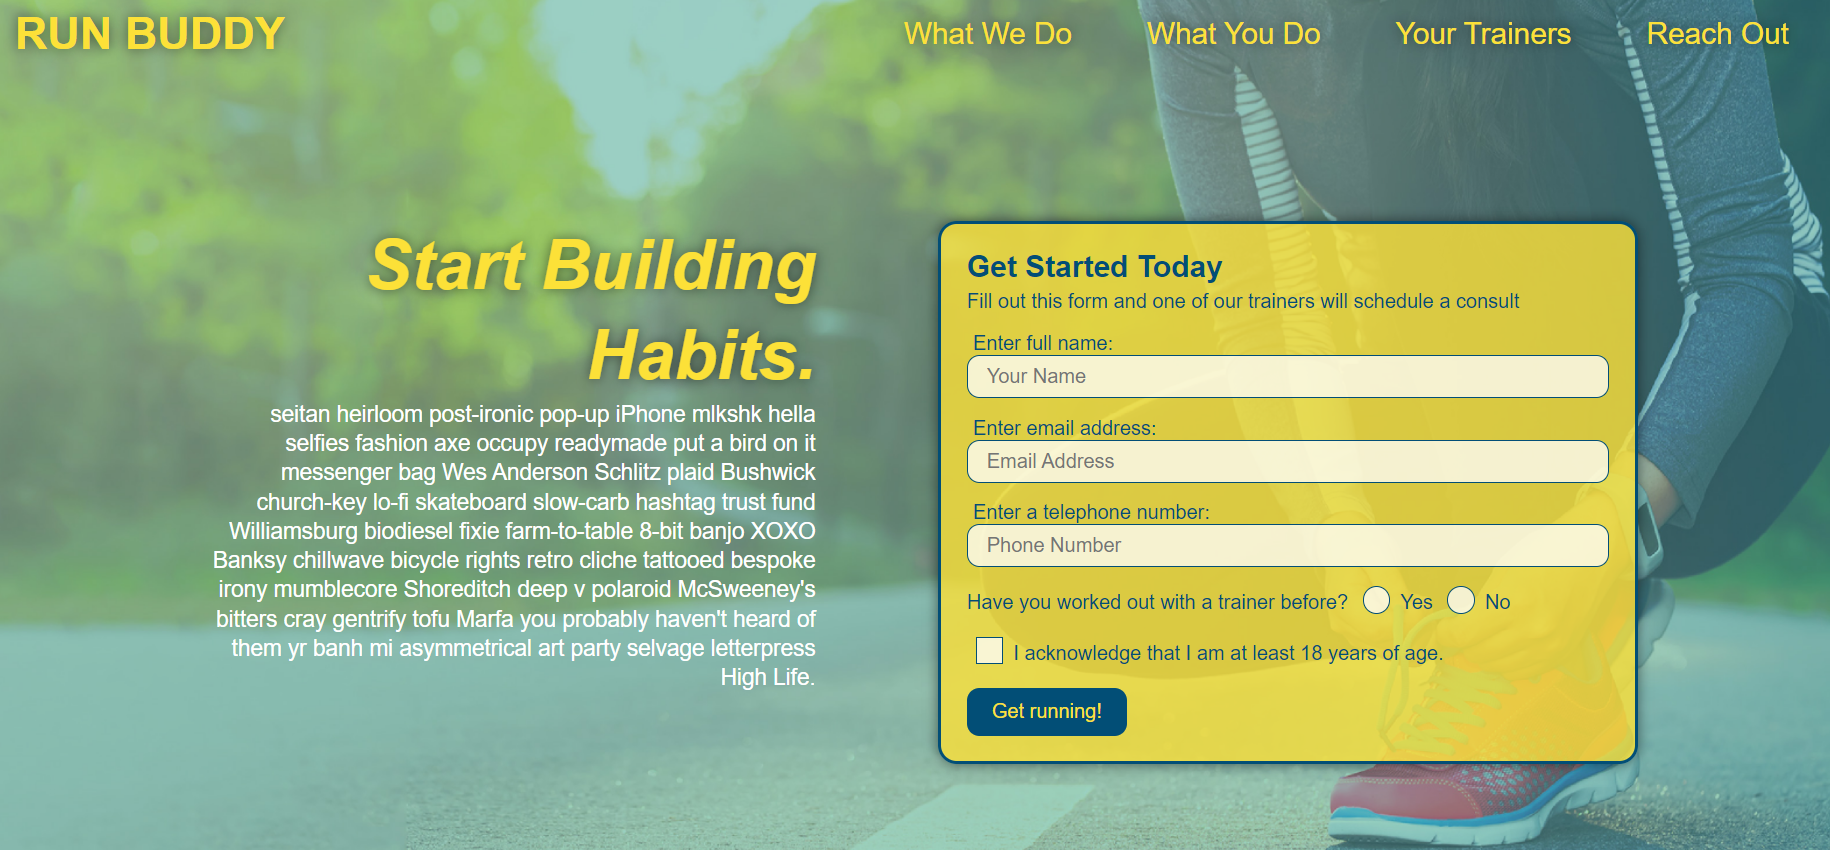 RUN BUDDY
What We Do
What You Do
Your Trainers
Reach Out
Start Building
Habits.
seitan heirloom post-ironic pop-up iPhone mlkshk hella
selfies fashion axe occupy readymade put a bird on it
messenger bag Wes Anderson Schlitz plaid Bushwick
church-key lo-fi skateboard slow-carb hashtag trust fund
Williamsburg biodiesel fixie farm-to-table 8-bit banjo XOXO
Banksy chillwave bicycle rights retro cliche tattooed bespoke
irony mumblecore Shoreditch deep v polaroid McSweeney's
bitters cray gentrify tofu Marfa you probably haven't heard of
them yr banh mi asymmetrical art party selvage letterpress
High Life.
Get Started Today
Fill out this form and one of our trainers will schedule a consult
Enter full name:
Your Name
Enter email address:
Email Address
Enter a telephone number:
Phone Number
Have you worked out with a trainer before? Yes No
I acknowledge that I am at least 18 years of age.
Get running!